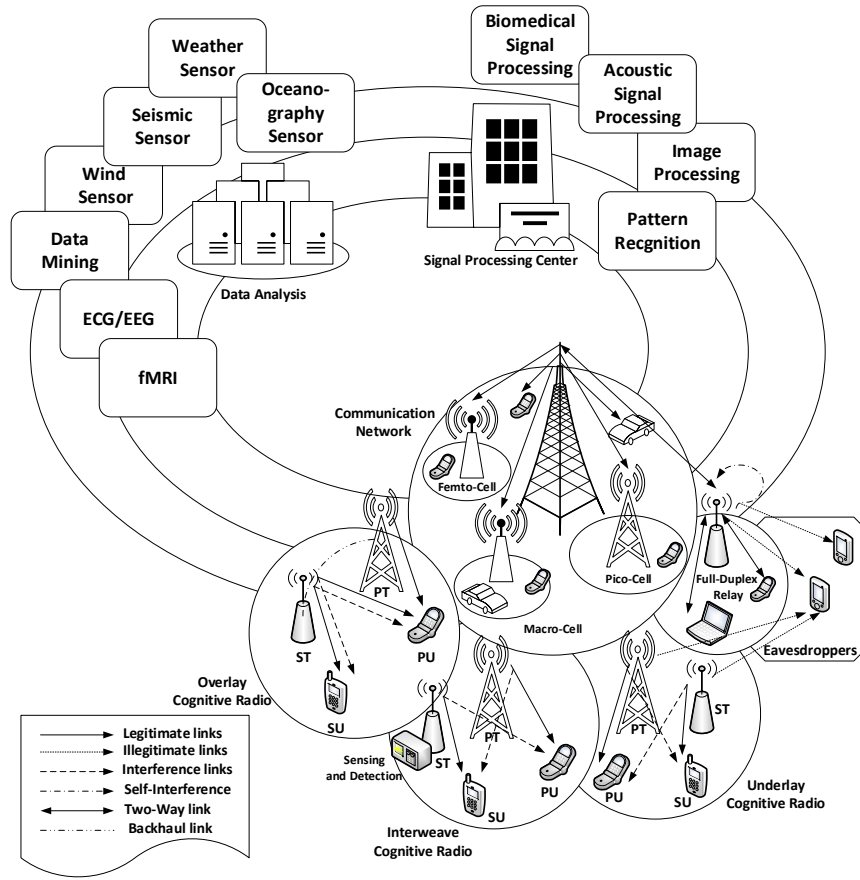 Weather
Sensor
Oceano-
graphy
Sensor
Seismic
Sensor
Wind
Sensor
Data
Mining
ECG/EEG
fMRI
Data Analysis
Biomedical
Signal
Processing
Acoustic
Signal
Processing
Image
Processing
Pattern
Recgnition
Signal Processing Center
Communication
Network
Femto-Cell
Pico-Cell
Macro-Cell
Full-Duplex
Relay
Eavesdroppers
PT
ST
PU
SU
Overlay
Cognitive Radio
PT
ST
Sensing
and Detection
SU
PU
Interweave
Cognitive Radio
PT
ST
PU
SU
Underlay
Cognitive Radio
Legitimate links
Illegitimate links
Interference links
Self-Interference
Two-Way link
Backhaul link